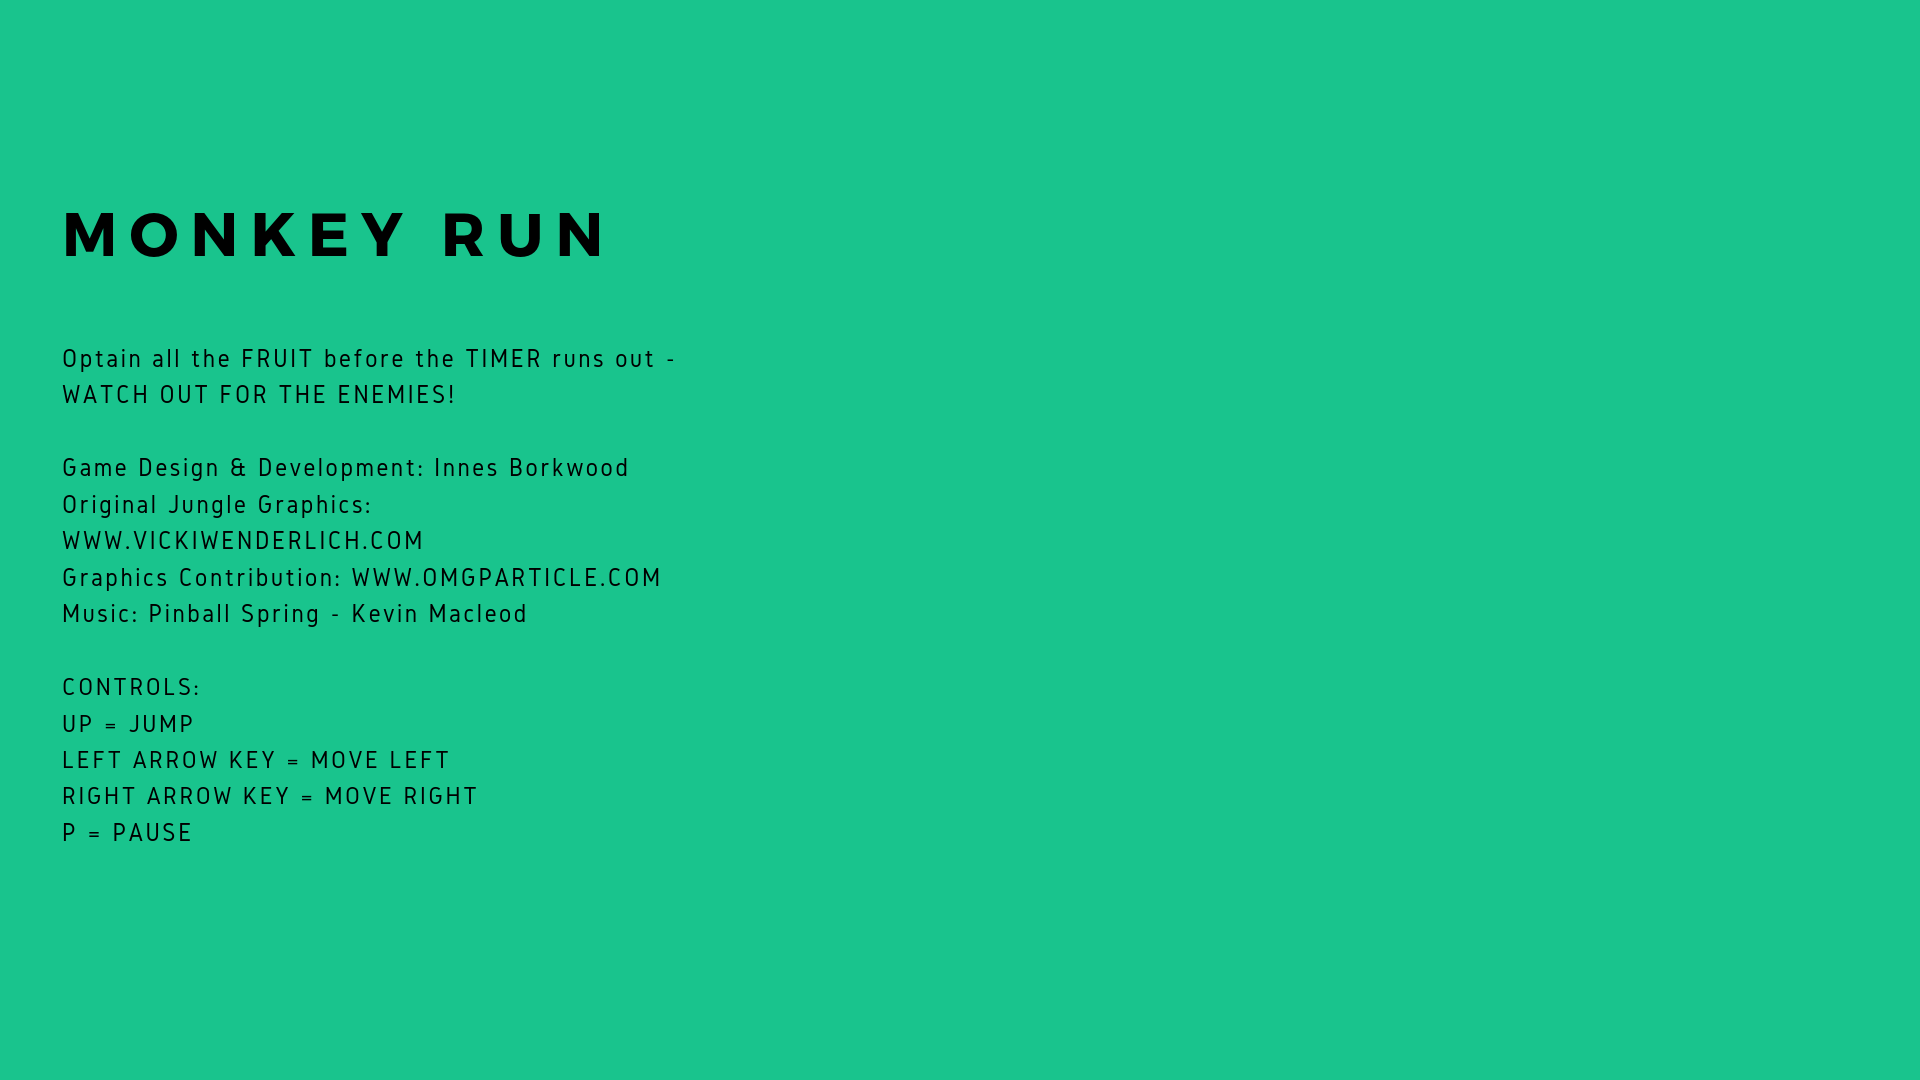 MONKEY RUN
Optain all the FRUIT before the TIMER runs out -
WATCH OUT FOR THE ENEMIES!
Game Design & Development: Innes Borkwood
Original Jungle Graphics:
WWW.VICKIWENDERLICH.COM
Graphics Contribution: WWW.OMGPARTICLE.COM
Music: Pinball Spring - Kevin Macleod
CONTROLS:
UP = JUMP
LEFT ARROW KEY = MOVE LEFT
RIGHT ARROW KEY = MOVE RIGHT
P = PAUSE